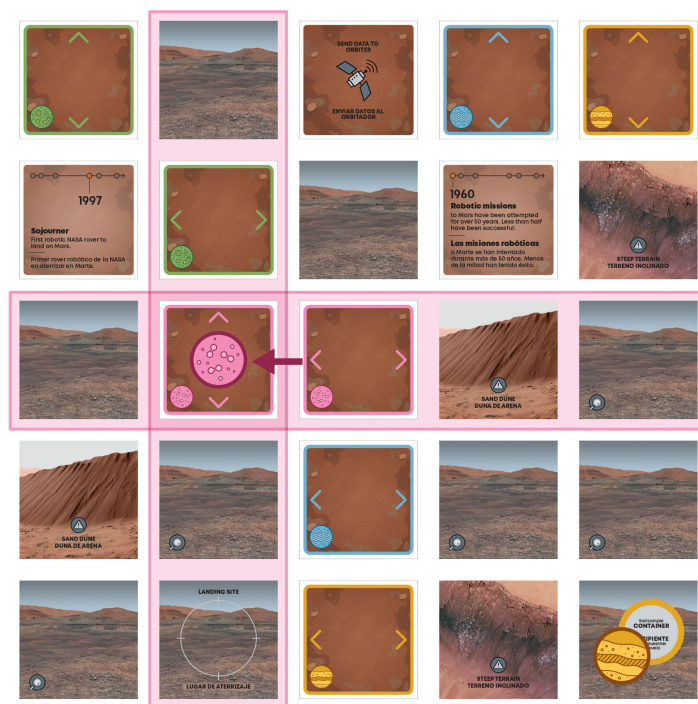 SEND DATA TO
ORBITER
ENVIAR DATOS AL
ORBITADOR
1997
Sojourner
First robotic NASA rover to
land on Mars.
Primer rover robótico de la NASA
en aterrizar en Marte.
1960
Robotic missions
to Mars have been attempted
for over 50 years. Less than half
have been successful.
Las misiones robóticas
a Marte se han intentado
durante más de 50 años. Menos
de la mitad han tenido éxito.
STEEP TERRAIN
TERRENO INCLINADO
SAND DUNE
DUNA DE ARENA
SAND DUNE
DUNA DE ARENA
LANDING SITE
LUGAR DE ATERRIZAJE
STEEP TERRAIN
TERRENO INCLINADO
Soil sample
CONTAINER